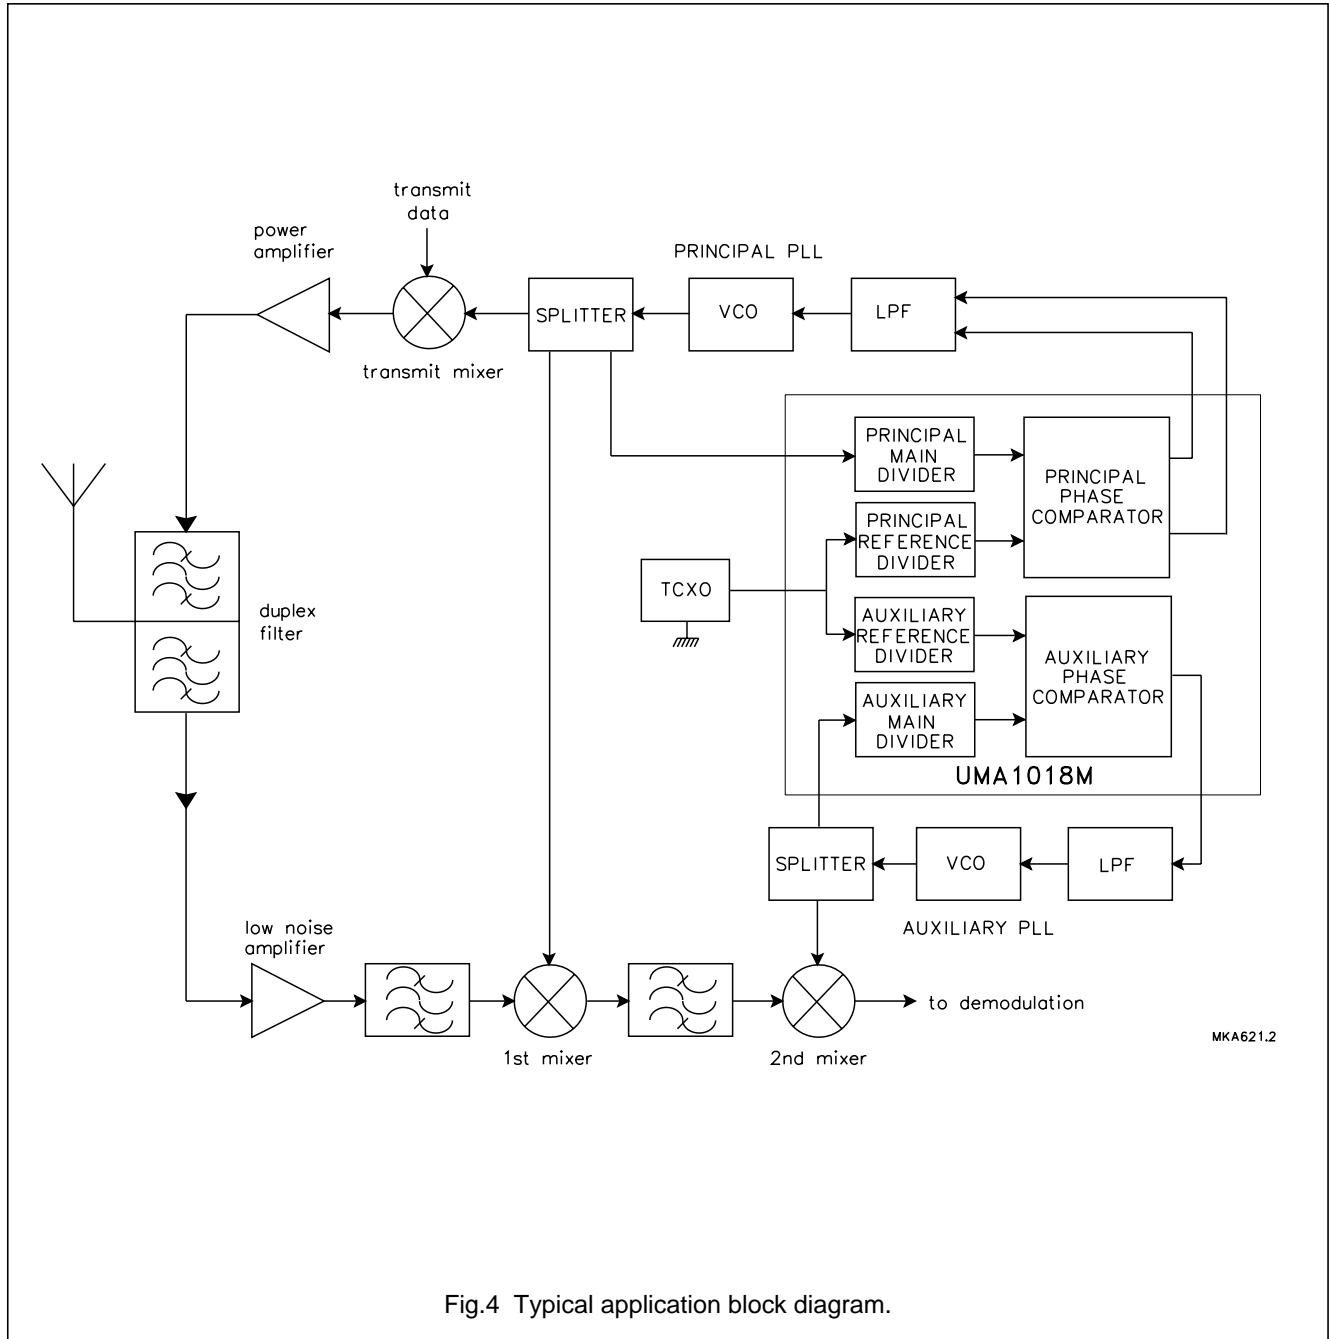 transmit
data
power
amplifier
PRINCIPAL PLL
SPLITTER
VCO
LPF
transmit mixer
PRINCIPAL
MAIN
DIVIDER
PRINCIPAL
PHASE
COMPARATOR
PRINCIPAL
REFERENCE
DIVIDER
TCXO
duplex
filter
AUXILIARY
REFERENCE
DIVIDER
AUXILIARY
PHASE
COMPARATOR
AUXILIARY
MAIN
DIVIDER
UMA1018M
SPLITTER
VCO
LPF
AUXILIARY PLL
low noise
amplifier
to demodulation
1st mixer
2nd mixer
MKA621.2
Fig.4 Typical application block diagram.